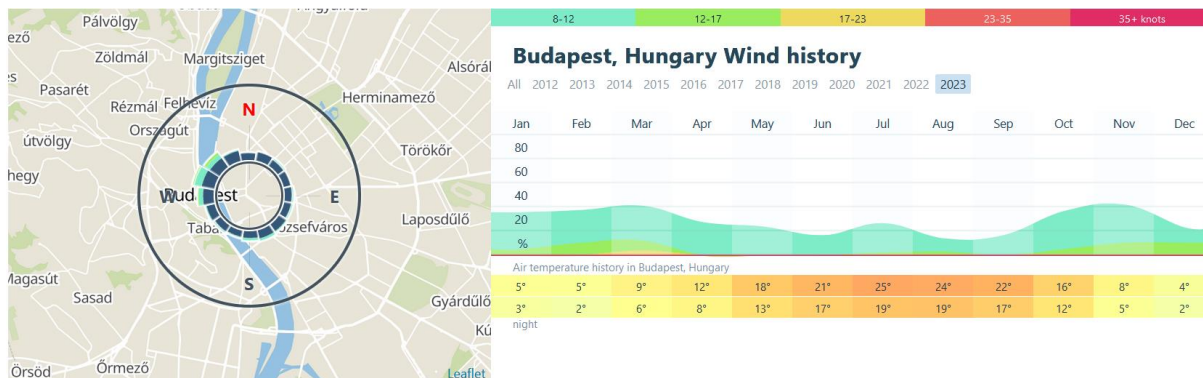 Pálvölgy
Zöldmál
Margitsziget
Alsórál
Pasarét
Rézmál
Felhévíz
Herminamező
N
Országút
útvölgy
Törökőr
hegy
W
Budapest
E
Laposdűlő
Taba
Józsefváros
Magasút
S
Sasad
Gyárdűlő
Kú
Őrmező
Örsöd
Leaflet
8-12 12-17 17-23 23-35 35+ knots
Budapest, Hungary Wind history
All 2012 2013 2014 2015 2016 2017 2018 2019 2020 2021 2022 2023
Jan Feb Mar Apr May Jun Jul Aug Sep Oct Nov Dec
80
60
40
20
%
Air temperature history in Budapest, Hungary
5° 5° 9° 12° 18° 21° 25° 24° 22° 16° 8° 4°
3° 2° 6° 8° 13° 17° 19° 19° 17° 12° 5° 2°
night